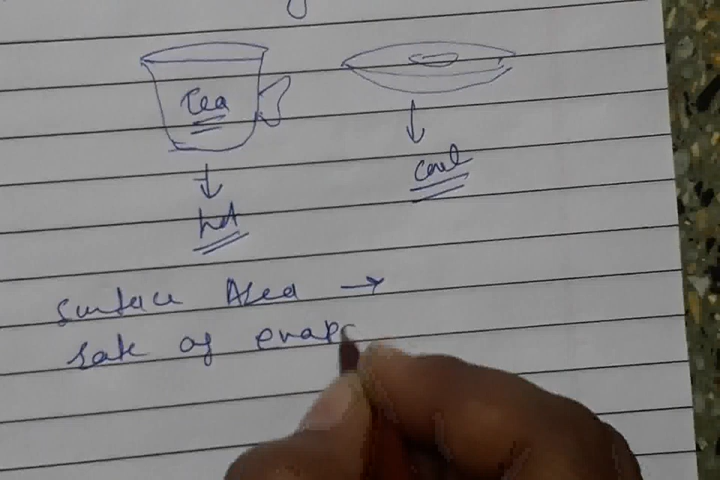 Tea
cool
hot
Surface Area →
rate of evap